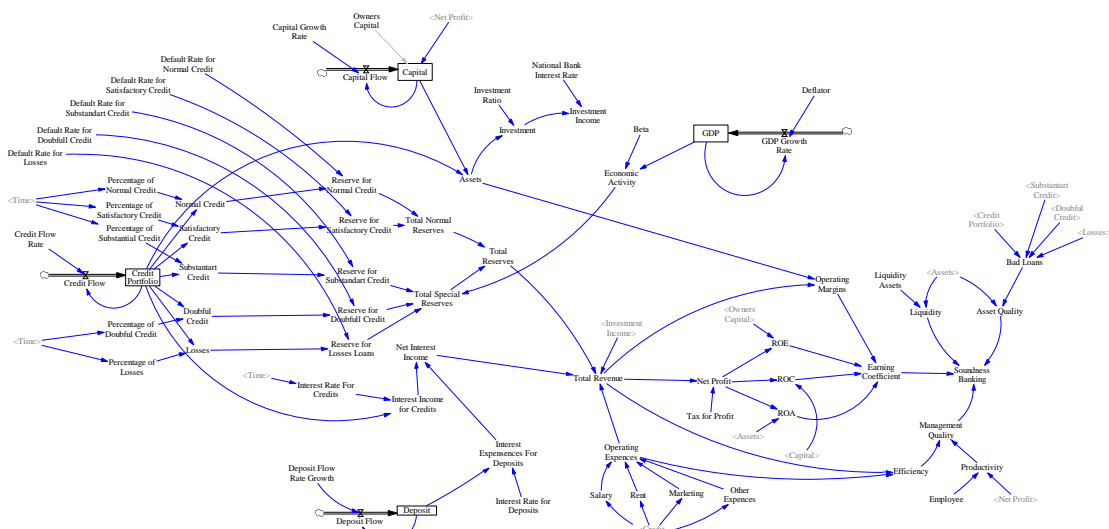 Owners
Capital
<Net Profit>
Capital Growth
Rate
Capital Flow
Capital
Default Rate for
Normal Credit
Default Rate for
Satisfactory Credit
Default Rate for
Substandart Credit
Default Rate for
Doubfull Credit
Default Rate for
Losses
National Bank
Interest Rate
Investment
Ratio
Investment
Investment
Income
Deflator
Beta
GDP
GDP Growth
Rate
Economic
Activity
Assets
<Time>
Percentage of
Normal Credit
Percentage of
Satisfactory Credit
Percentage of
Substantial Credit
Normal Credit
Satisfactory
Credit
Substantart
Credit
Doubful
Credit
Losses
Reserve for
Normal Credit
Reserve for
Satisfactory Credit
Reserve for
Substandart Credit
Reserve for
Doubfull Credit
Reserve for
Losses Loans
Total Normal
Reserves
Total
Reserves
Total Special
Reserves
Credit Flow
Rate
Credit Flow
Credit
Portfolio
<Time>
Percentage of
Doubful Credit
Percentage of
Losses
<Substantart
Credit>
<Doubful
Credit>
<Credit
Portfolio>
<Losses>
Bad Loans
Liquidity
Assets
<Assets>
Liquidity
Asset Quality
Operating
Margins
<Investment
Income>
<Owners
Capital>
Net Interest
Income
<Time>
Interest Rate For
Credits
Interest Income
for Credits
Total Revenue
Net Profit
Tax for Profit
ROE
ROC
ROA
<Assets>
<Capital>
Earning
Coefficient
Soundness
Banking
Management
Quality
Efficiency
Productivity
Employee
<Net Profit>
Interest
Expensences For
Deposits
Interest Rate for
Deposits
Operating
Expences
Salary
Rent
Marketing
Other
Expences
<Credit
Deposit Flow
Rate Growth
Deposit Flow
Deposit